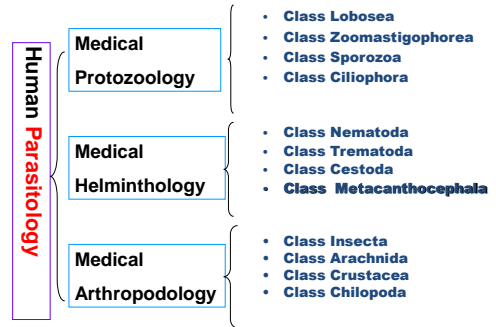 Human Parasitology
Medical
Protozoology
• Class Lobosea
• Class Zoomastigophorea
• Class Sporozoa
• Class Ciliophora
Medical
Helminthology
• Class Nematoda
• Class Trematoda
• Class Cestoda
• Class Metacanthocephala
Medical
Arthropodology
• Class Insecta
• Class Arachnida
• Class Crustacea
• Class Chilopoda